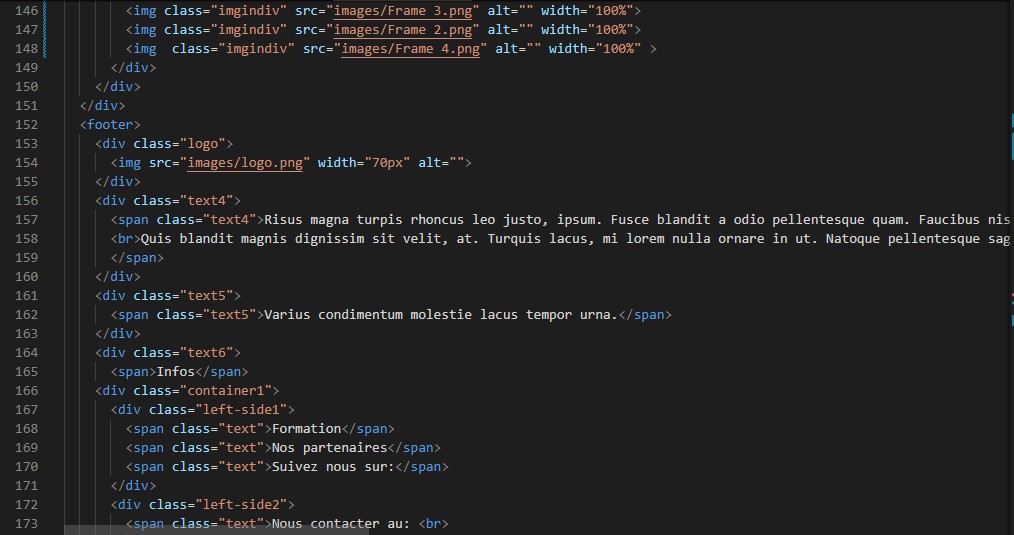 146 <img class="imgindiv" src="images/Frame 3.png" alt="" width="100%">
147 <img class="imgindiv" src="images/Frame 2.png" alt="" width="100%">
148 <img  class="imgindiv" src="images/Frame 4.png" alt="" width="100%" >
149 </div>
150 </div>
151 </div>
152 <footer>
153 <div class="logo">
154 <img src="images/logo.png" width="70px" alt="">
155 </div>
156 <div class="text4">
157 <span class="text4">Risus magna turpis rhoncus leo justo, ipsum. Fusce blandit a odio pellentesque quam. Faucibus nis
158 <br>Quis blandit magnis dignissim sit velit, at. Turquis lacus, mi lorem nulla ornare in ut. Natoque pellentesque sag
159 </span>
160 </div>
161 <div class="text5">
162 <span class="text5">Varius condimentum molestie lacus tempor urna.</span>
163 </div>
164 <div class="text6">
165 <span>Infos</span>
166 <div class="container1">
167 <div class="left-side1">
168 <span class="text">Formation</span>
169 <span class="text">Nos partenaires</span>
170 <span class="text">Suivez nous sur:</span>
171 </div>
172 <div class="left-side2">
173 <span class="text">Nous contacter au: <br>